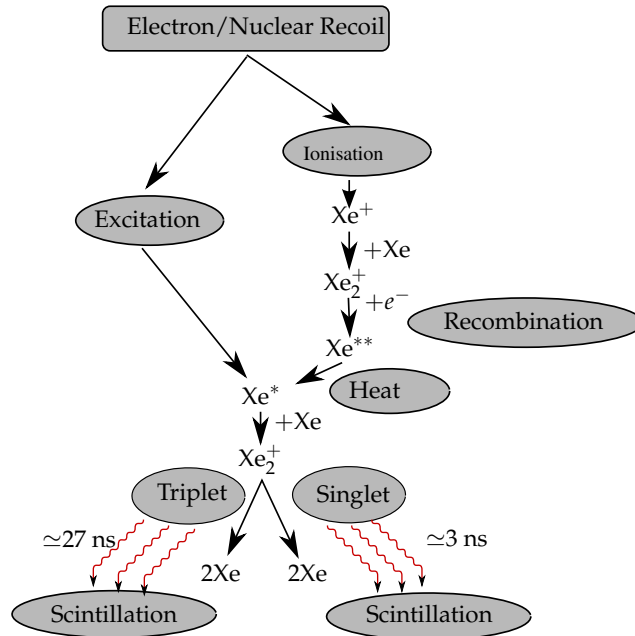 Electron/Nuclear Recoil
Ionisation
Excitation
Xe⁺
+Xe
Xe₂⁺
+e⁻
Recombination
Xe**
Heat
Xe*
+Xe
Xe₂⁺
Triplet
Singlet
≃27 ns
≃3 ns
2Xe
2Xe
Scintillation
Scintillation